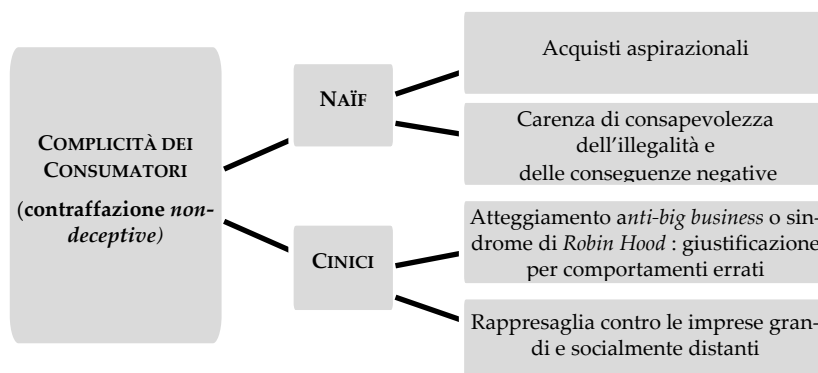 COMPLICITÀ DEI
CONSUMATORI
(contraffazione non-
deceptive)
NAÏF
Acquisti aspirazionali
Carenza di consapevolezza
dell'illegalità e
delle conseguenze negative
CINICI
Atteggiamento anti-big business o sin-
drome di Robin Hood : giustificazione
per comportamenti errati
Rappresaglia contro le imprese gran-
di e socialmente distanti